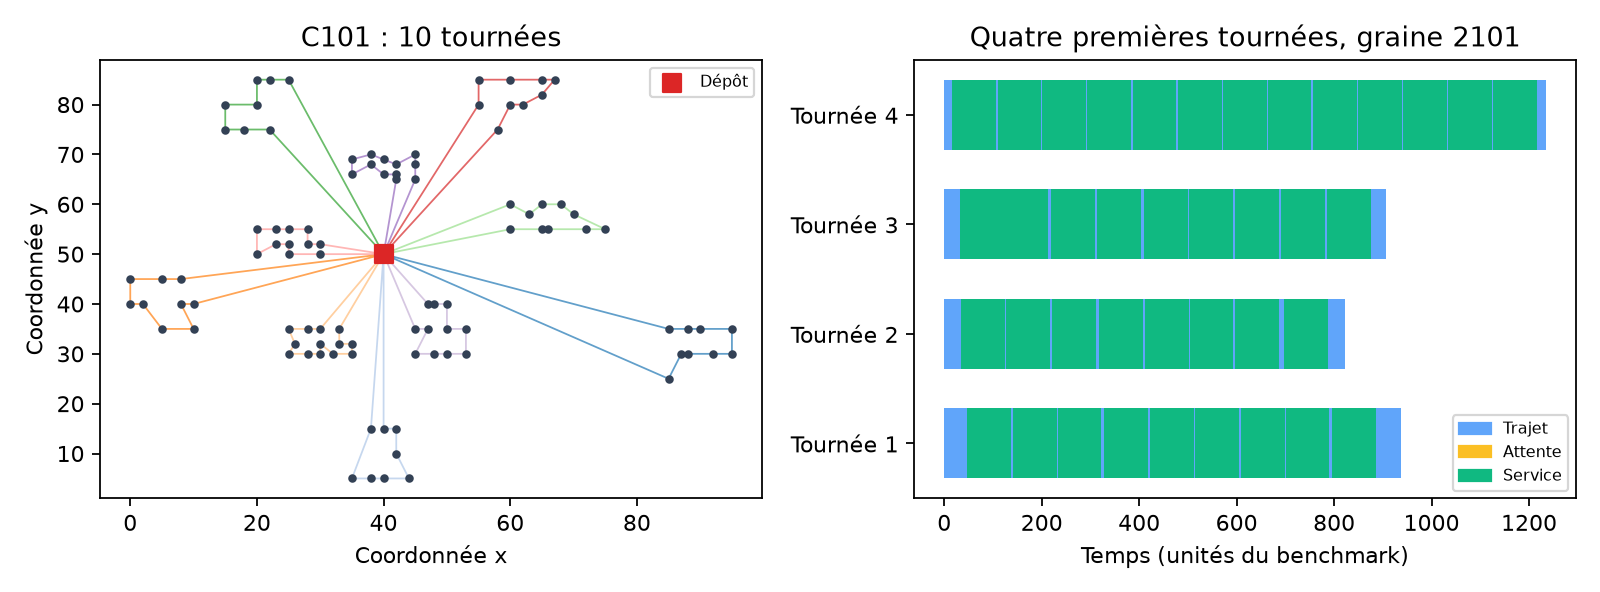 C101 : 10 tournées
Dépôt
80
70
60
50
40
30
20
10
Coordonnée y
0
20
40
60
80
Coordonnée x
Quatre premières tournées, graine 2101
Tournée 4
Tournée 3
Tournée 2
Tournée 1
Trajet
Attente
Service
0
200
400
600
800
1000
1200
Temps (unités du benchmark)